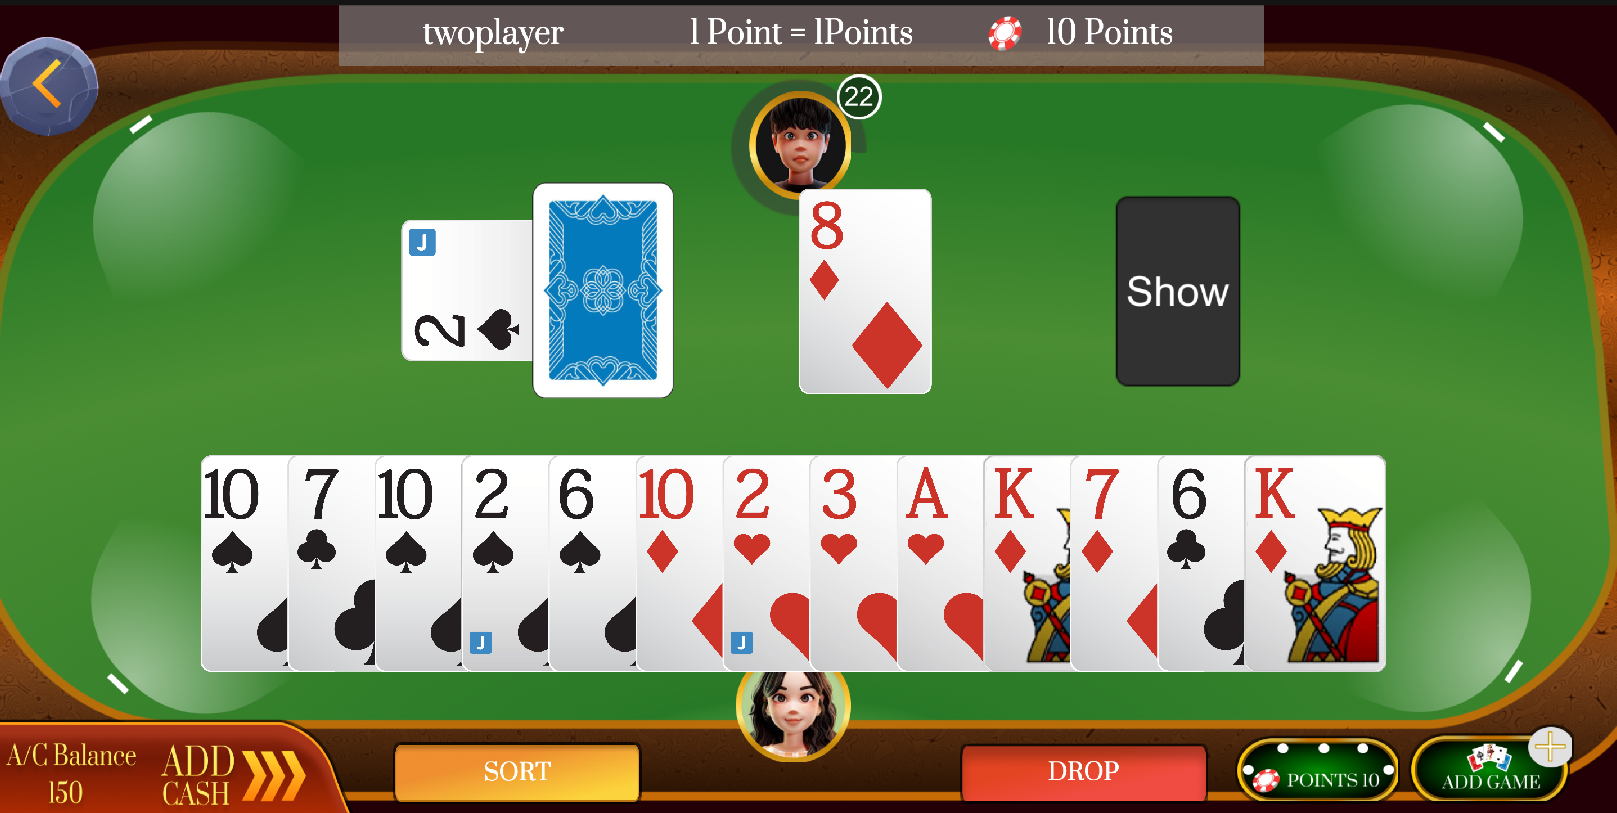 twoplayer 1 Point = 1Points 10 Points
22
J
2
8
Show
10 7 10 2 6 10 2 3 A K 7 6 K
J J
A/C Balance
150
ADD
CASH
SORT
DROP
POINTS 10
ADD GAME